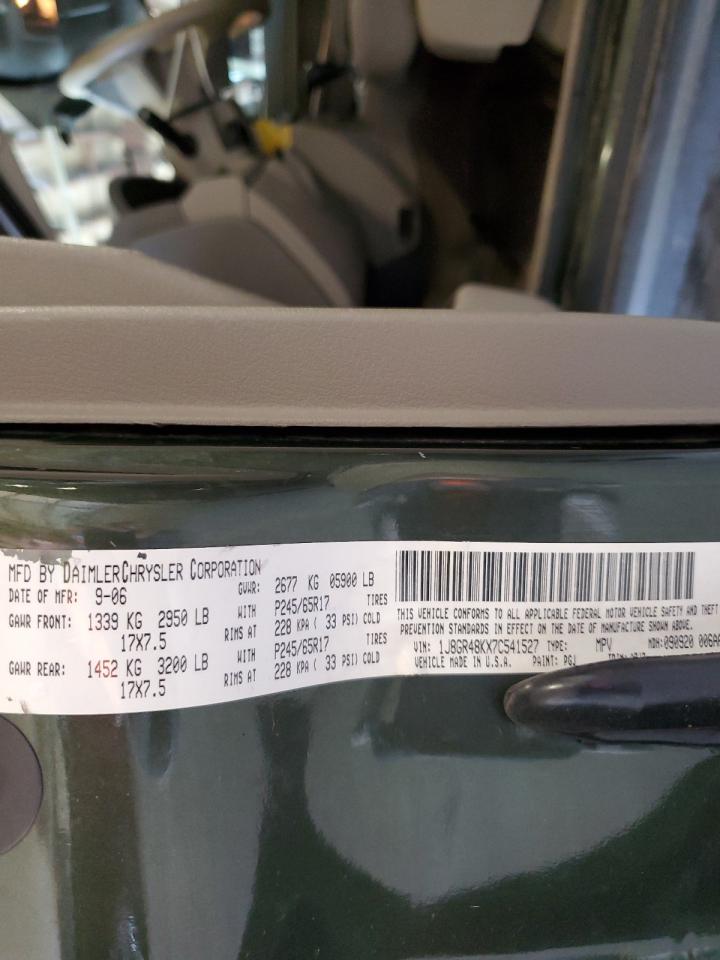 MFD BY DAIMLERCHRYSLER CORPORATION
DATE OF MFR: 9-06 GVWR: 2677 KG 05900 LB
GAWR FRONT: 1339 KG 2950 LB WITH P245/65R17 TIRES
17X7.5 RIMS AT 228 KPA ( 33 PSI) COLD
GAWR REAR: 1452 KG 3200 LB WITH P245/65R17 TIRES
17X7.5 RIMS AT 228 KPA ( 33 PSI) COLD
THIS VEHICLE CONFORMS TO ALL APPLICABLE FEDERAL MOTOR VEHICLE SAFETY AND THEFT
PREVENTION STANDARDS IN EFFECT ON THE DATE OF MANUFACTURE SHOWN ABOVE.
VIN: 1J8GR48KX7C541527 TYPE: MPV MDH:090920
VEHICLE MADE IN U.S.A. PAINT: PGJ